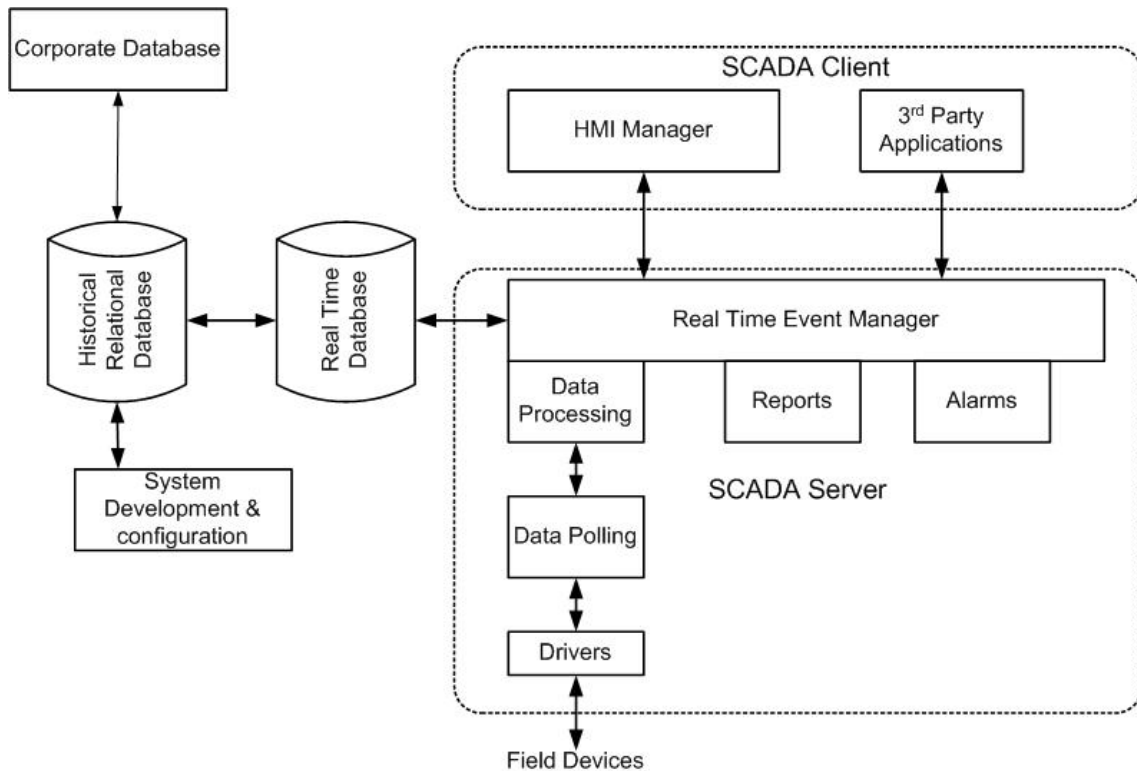 Corporate Database
SCADA Client
HMI Manager
3rd Party
Applications
Historical
Relational
Database
Real Time
Database
Real Time Event Manager
Data
Processing
Reports
Alarms
System
Development &
configuration
SCADA Server
Data Polling
Drivers
Field Devices